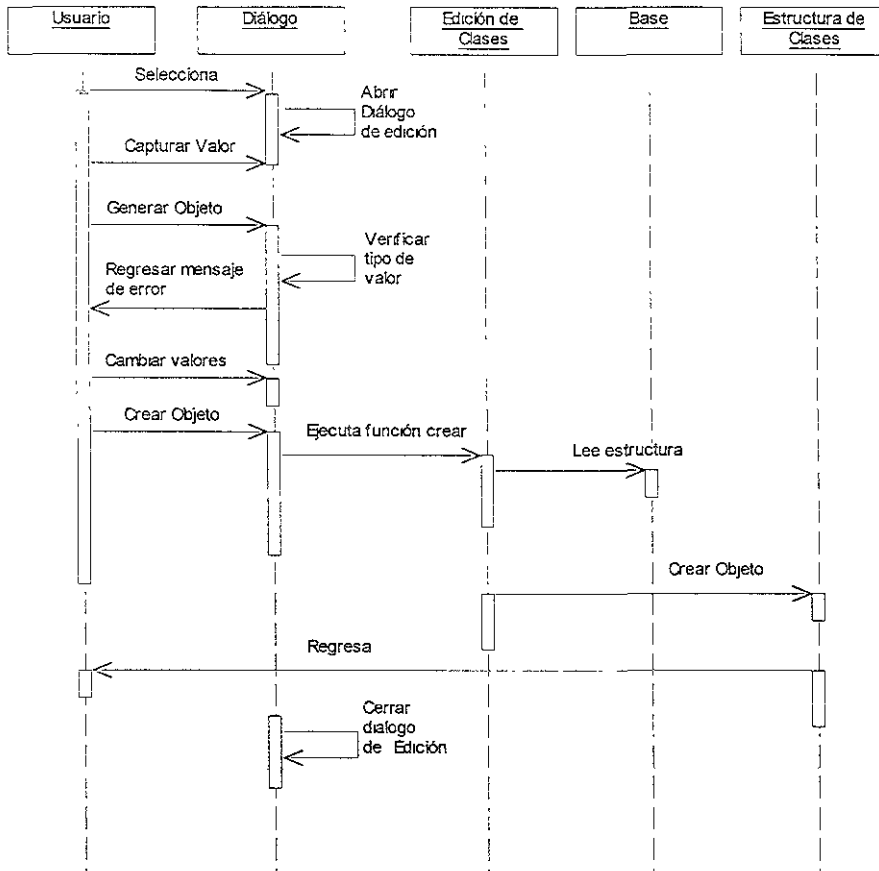 Usuario
Diálogo
Edición de
Clases
Base
Estructura de
Clases
Selecciona
Abrir
Diálogo
de edición
Capturar Valor
Generar Objeto
Verificar
tipo de
valor
Regresar mensaje
de error
Cambiar valores
Crear Objeto
Ejecuta función crear
Lee estructura
Crear Objeto
Regresa
Cerrar
dialogo
de Edición